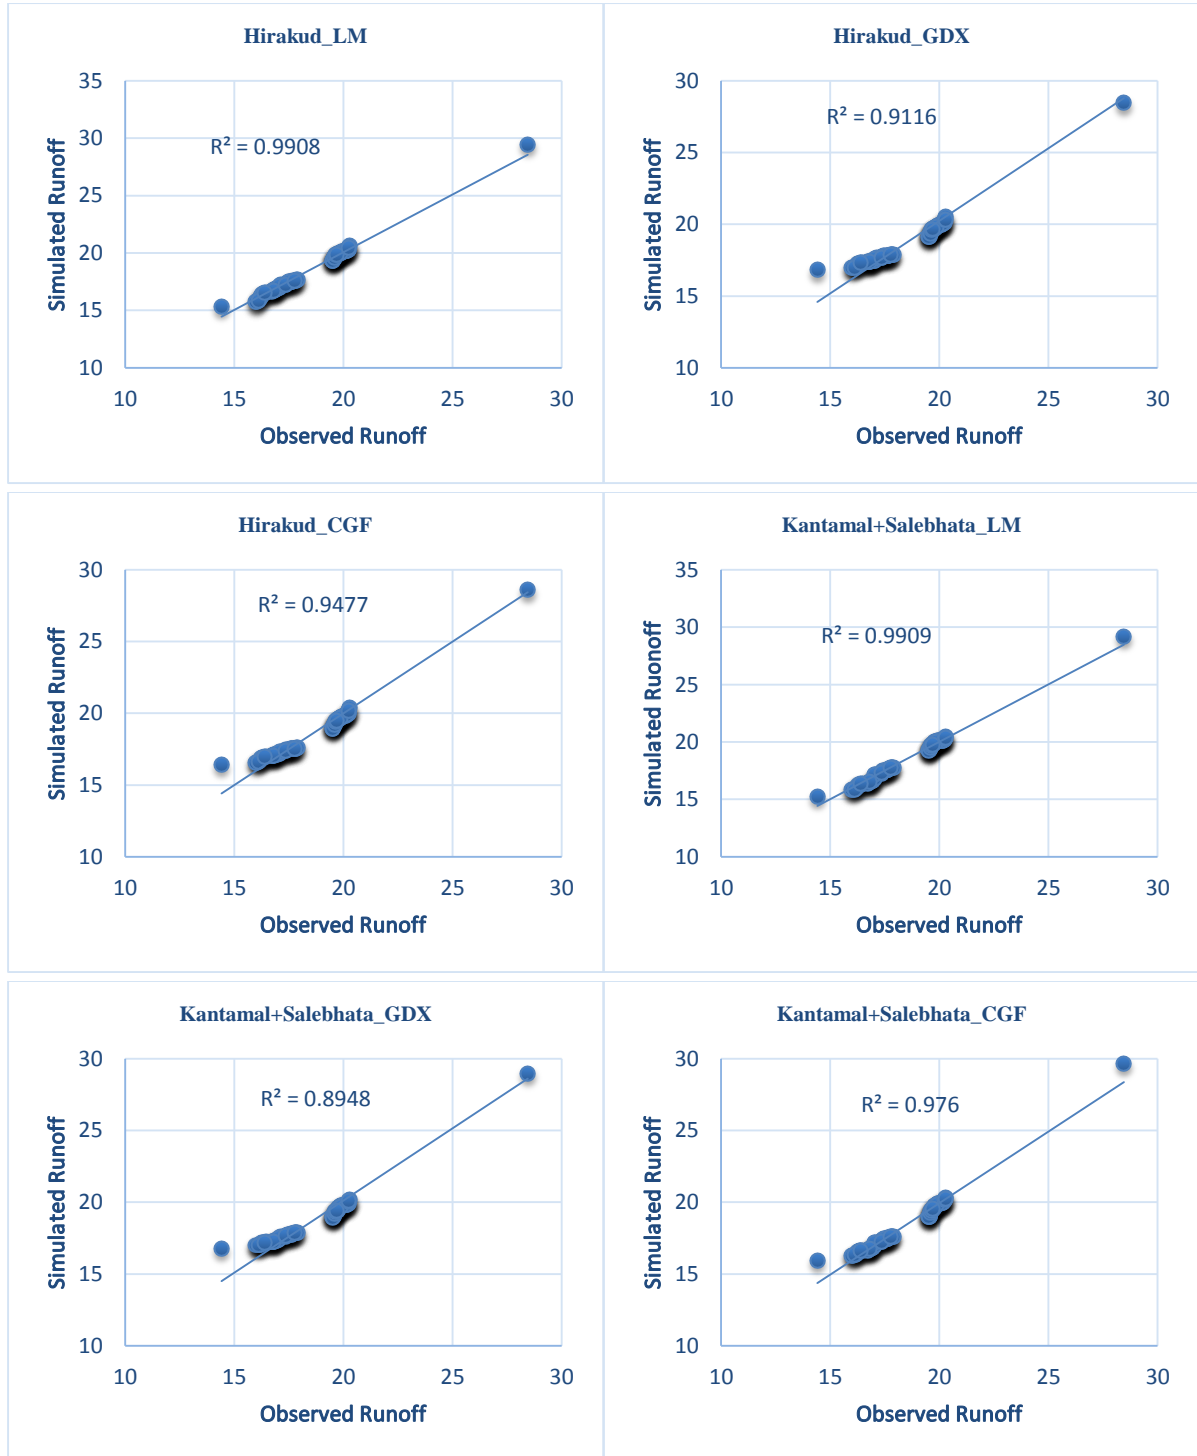 Hirakud_LM
35
30
25
20
15
10
R² = 0.9908
Simulated Runoff
10 15 20 25 30
Observed Runoff
Hirakud_GDX
30
25
20
15
10
R² = 0.9116
Simulated Runoff
10 15 20 25 30
Observed Runoff
Hirakud_CGF
30
25
20
15
10
R² = 0.9477
Simulated Runoff
10 15 20 25 30
Observed Runoff
Kantamal+Salebhata_LM
35
30
25
20
15
10
R² = 0.9909
Simulated Ruonoff
10 15 20 25 30
Observed Runoff
Kantamal+Salebhata_GDX
30
25
20
15
10
R² = 0.8948
Simulated Runoff
10 15 20 25 30
Observed Runoff
Kantamal+Salebhata_CGF
30
25
20
15
10
R² = 0.976
Simulated Runoff
10 15 20 25 30
Observed Runoff